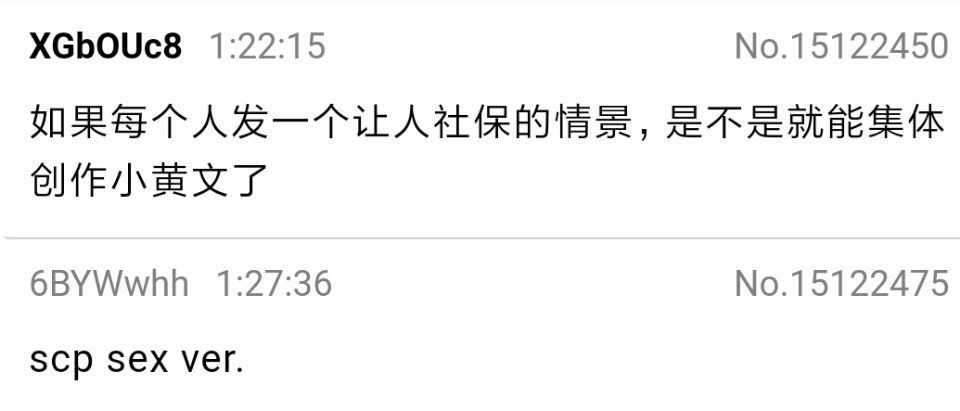 XGbOUc8 1:22:15 No.15122450
如果每个人发一个让人社保的情景，是不是就能集体
创作小黄文了
6BYWwhh 1:27:36 No.15122475
scp sex ver.